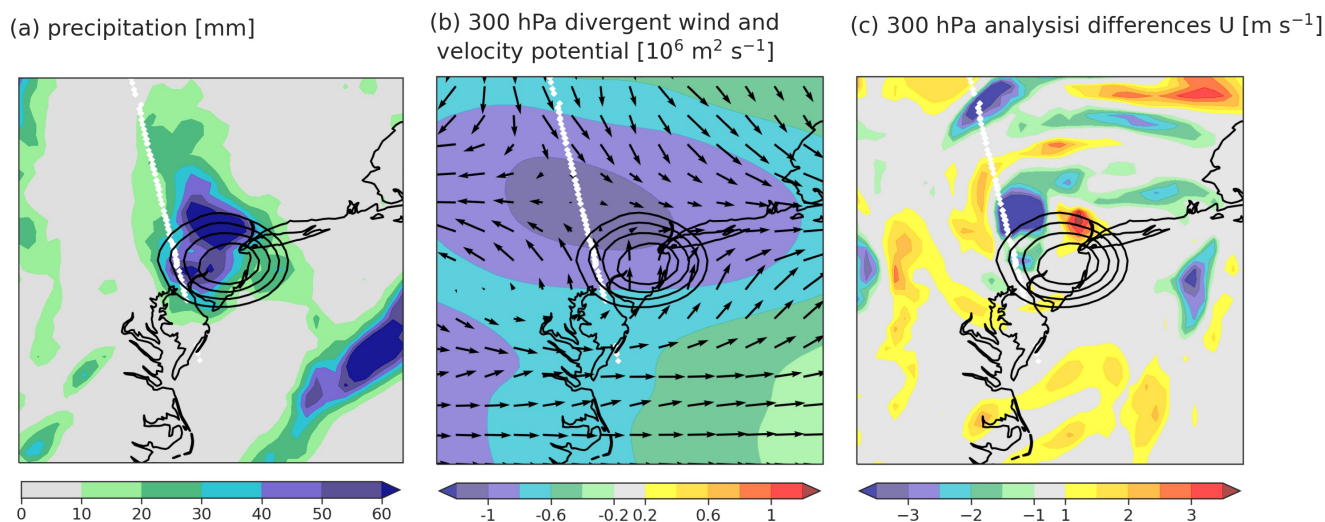 (a) precipitation [mm]
(b) 300 hPa divergent wind and
velocity potential [10⁶ m² s⁻¹]
(c) 300 hPa analysisi differences U [m s⁻¹]
0 10 20 30 40 50 60
-1 -0.6 -0.2 0.2 0.6 1
−3 −2 −1 1 2 3